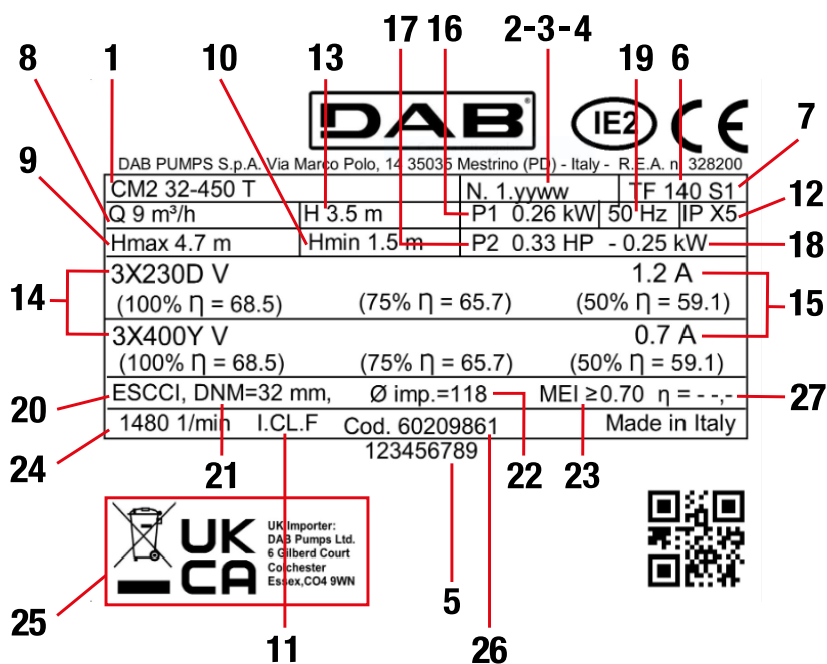 17 16 2-3-4
8 1 10 13 19 6
DAB
IE2 CE
7
9
DAB PUMPS S.p.A. Via Marco Polo, 14 35035 Mestrino (PD) - Italy - R.E.A. n. 328200
CM2 32-450 T N. 1.yyww TF 140 S1
12
Q 9 m³/h H 3.5 m P1 0.26 kW 50 Hz IP X5
Hmax 4.7 m Hmin 1.5 m P2 0.33 HP - 0.25 kW
18
3X230D V 1.2 A
14 15
(100% η = 68.5) (75% η = 65.7) (50% η = 59.1)
3X400Y V 0.7 A
(100% η = 68.5) (75% η = 65.7) (50% η = 59.1)
20 ESCCI, DNM=32 mm, Ø imp.=118 MEI ≥0.70 η = - -,- 27
24 1480 1/min I.CL.F Cod. 60209861 Made in Italy
123456789
21 22 23
UK
CA
UK Importer:
DAB Pumps Ltd.
6 Gilberd Court
Colchester
Essex,CO4 9WN
25 11 5 26